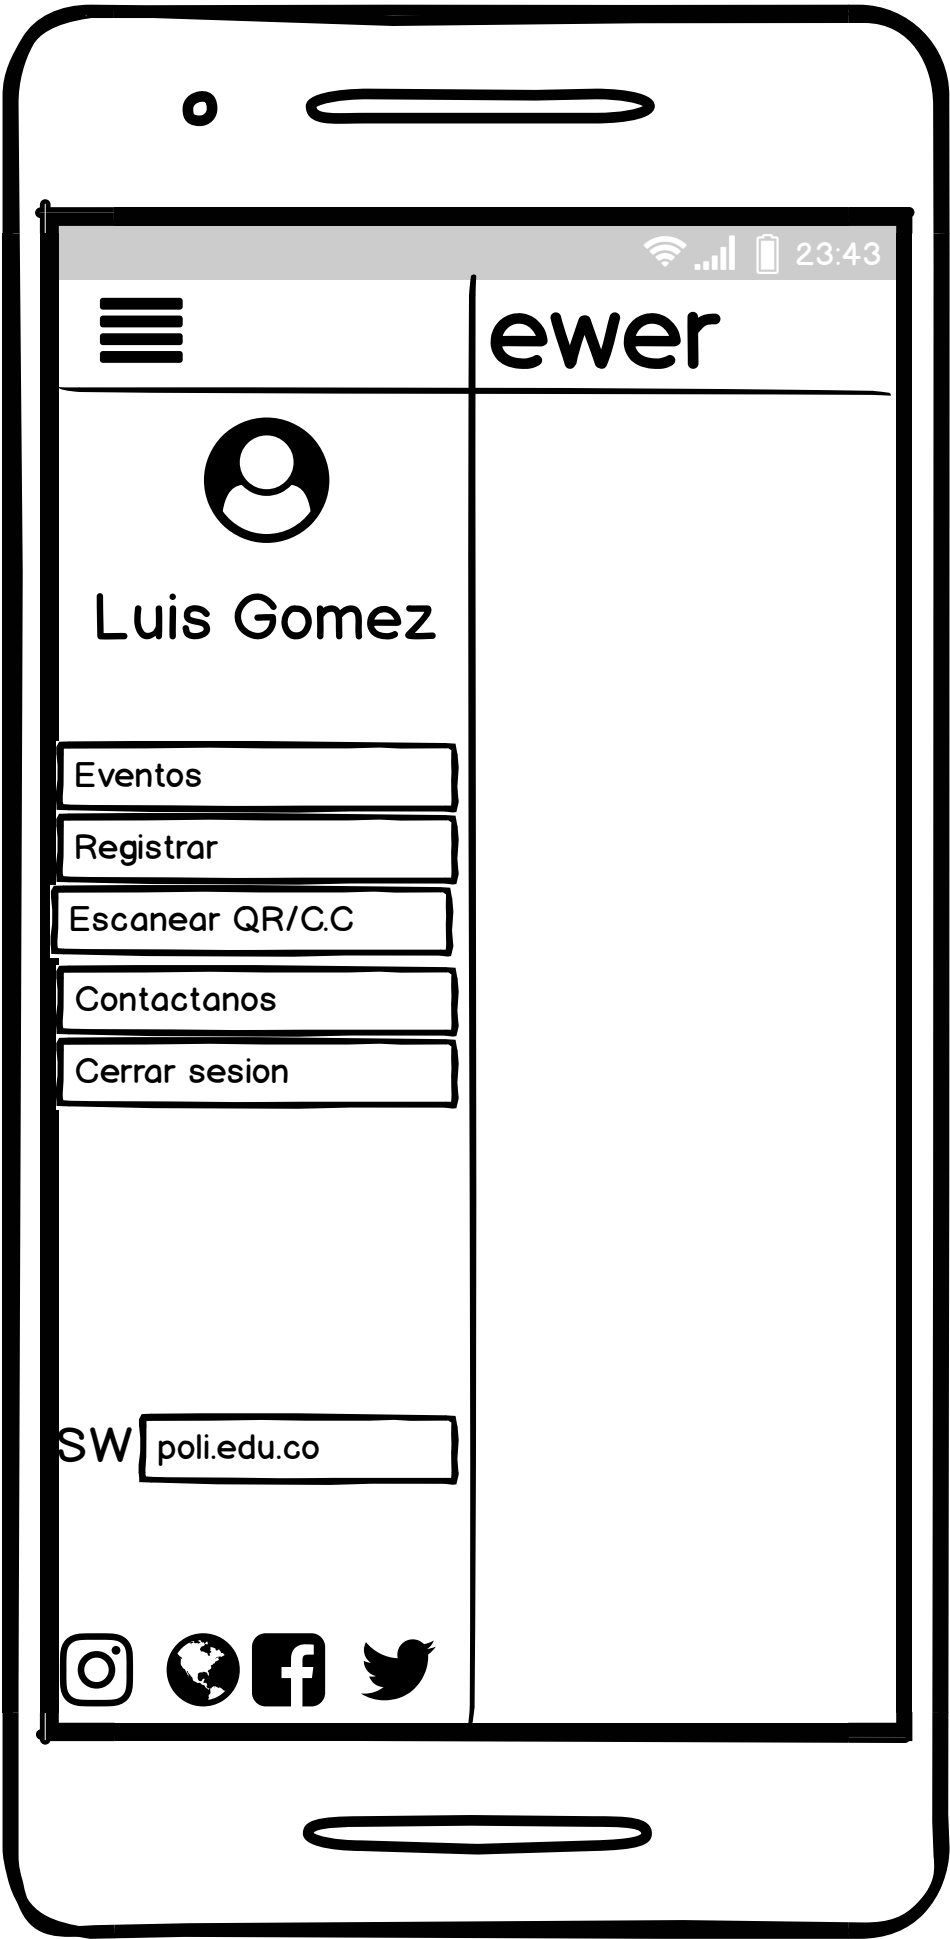 23:43
ewer
Luis Gomez
Eventos
Registrar
Escanear QR/C.C
Contactanos
Cerrar sesion
SW poli.edu.co